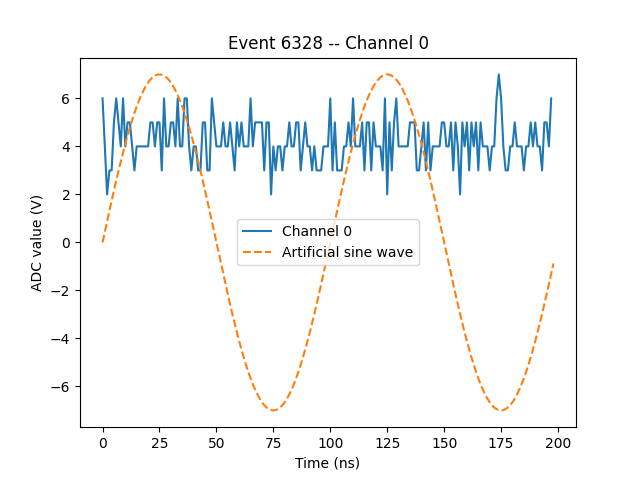 Event 6328 -- Channel 0
ADC value (V)
6
4
2
0
−2
−4
−6
Channel 0
Artificial sine wave
0 25 50 75 100 125 150 175 200
Time (ns)